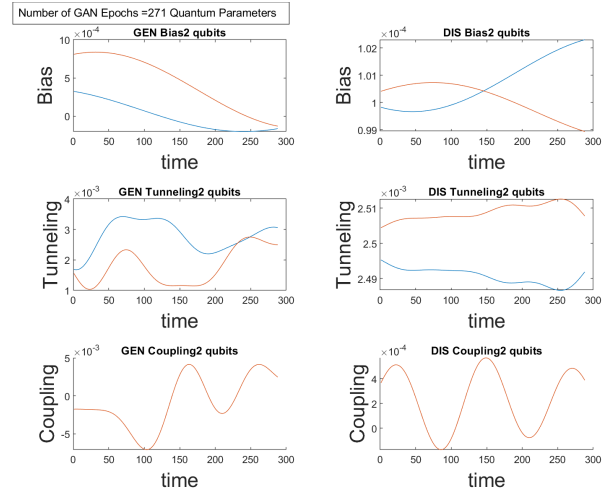 Number of GAN Epochs =271 Quantum Parameters
×10⁻⁴ GEN Bias2 qubits
10
5
0
Bias
0 50 100 150 200 250 300
time
×10⁻⁴ DIS Bias2 qubits
1.02
1.01
1
0.99
Bias
0 50 100 150 200 250 300
time
×10⁻³ GEN Tunneling2 qubits
4
3
2
1
Tunneling
0 50 100 150 200 250 300
time
×10⁻³ DIS Tunneling2 qubits
2.51
2.5
2.49
Tunneling
0 50 100 150 200 250 300
time
×10⁻³ GEN Coupling2 qubits
5
0
-5
Coupling
0 50 100 150 200 250 300
time
×10⁻⁴ DIS Coupling2 qubits
4
2
0
Coupling
0 50 100 150 200 250 300
time